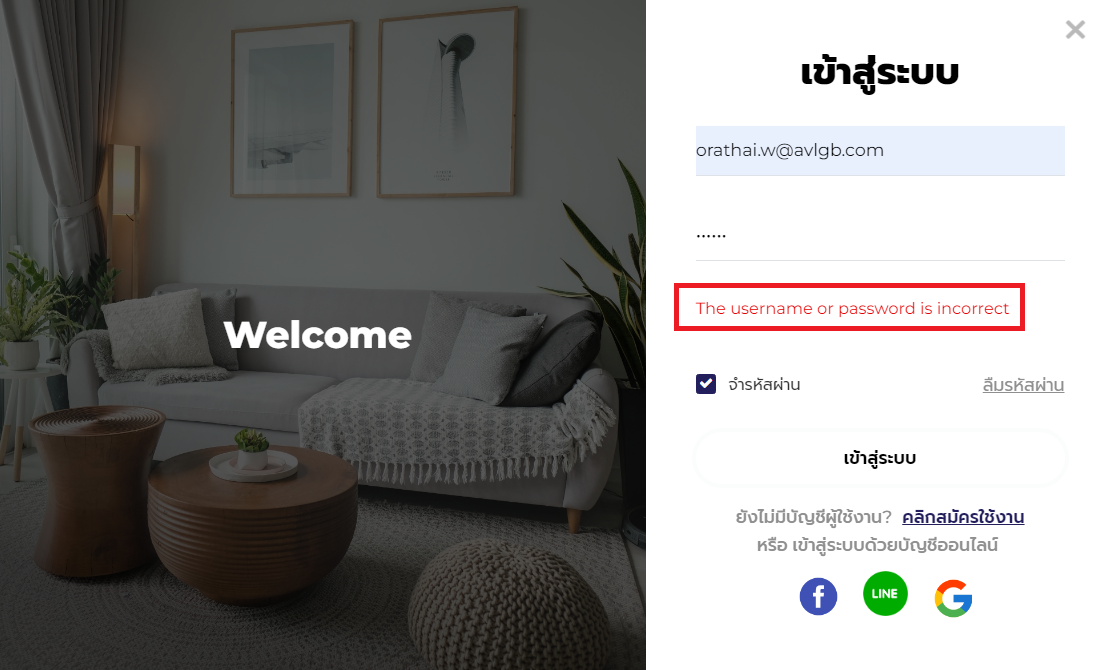 Welcome
เข้าสู่ระบบ
orathai.w@avlgb.com
......
The username or password is incorrect
จำรหัสผ่าน
ลืมรหัสผ่าน
เข้าสู่ระบบ
ยังไม่มีบัญชีผู้ใช้งาน? คลิกสมัครใช้งาน
หรือ เข้าสู่ระบบด้วยบัญชีออนไลน์
LINE